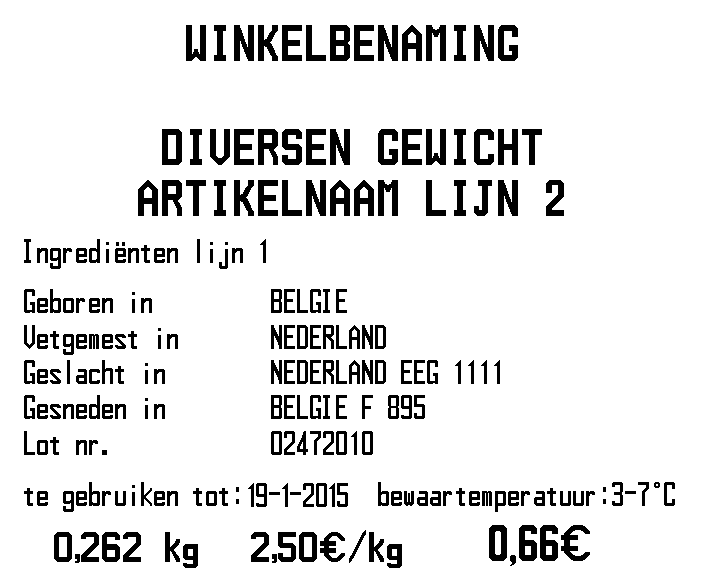 WINKELBENAMING
DIVERSEN GEWICHT
ARTIKELNAAM LIJN 2
Ingrediënten lijn 1
Geboren in BELGIE
Vetgemest in NEDERLAND
Geslacht in NEDERLAND EEG 1111
Gesneden in BELGIE F 895
Lot nr. 02472010
te gebruiken tot:19-1-2015 bewaartemperatuur:3-7°C
0,262 kg 2,50€/kg 0,66€